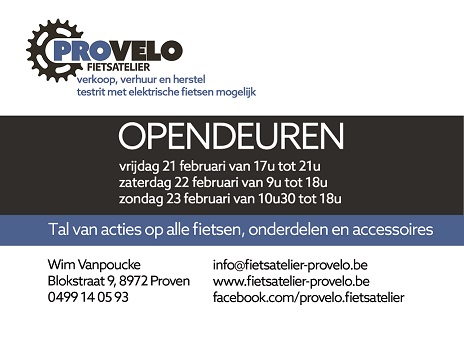 PROVELO
FIETSATELIER
verkoop, verhuur en herstel
testrit met elektrische fietsen mogelijk
OPENDEUREN
vrijdag 21 februari van 17u tot 21u
zaterdag 22 februari van 9u tot 18u
zondag 23 februari van 10u30 tot 18u
Tal van acties op alle fietsen, onderdelen en accessoires
Wim Vanpoucke
Blokstraat 9, 8972 Proven
0499 14 05 93
info@fietsatelier-provelo.be
www.fietsatelier-provelo.be
facebook.com/provelo.fietsatelier